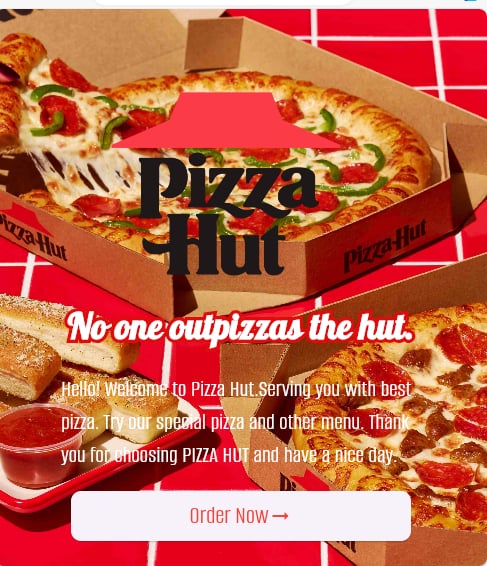 Pizza
Hut
Pizza Hut
Pizza-Hut
No one outpizzas the hut.
Hello! Welcome to Pizza Hut.Serving you with best
pizza. Try our special pizza and other menu. Thank
you for choosing PIZZA HUT and have a nice day.
Order Now